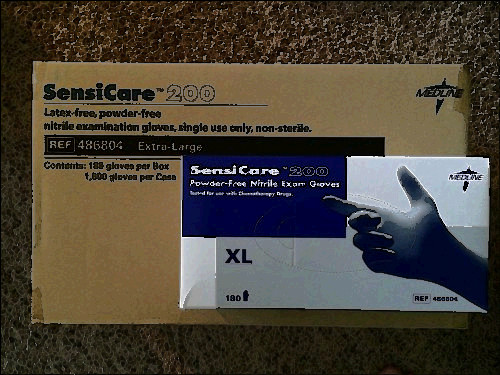 SensiCare™ 200
MEDLINE
Latex-free, powder-free
nitrile examination gloves, single use only, non-sterile.
REF 486804 Extra-Large
Contents: 180 gloves per Box
1,800 gloves per Case
SensiCare™ 200
Powder-Free Nitrile Exam Gloves
Tested for use with Chemotherapy Drugs.
MEDLINE
XL
180
REF 486804